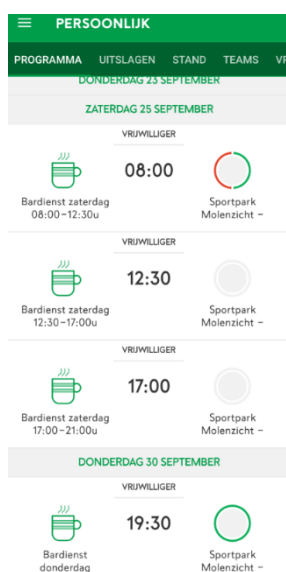 PERSOONLIJK
PROGRAMMA UITSLAGEN STAND TEAMS
DONDERDAG 23 SEPTEMBER
ZATERDAG 25 SEPTEMBER
VRIJWILLIGER
08:00
Bardienst zaterdag Sportpark
08:00-12:30u Molenzicht -
VRIJWILLIGER
12:30
Bardienst zaterdag Sportpark
12:30-17:00u Molenzicht -
VRIJWILLIGER
17:00
Bardienst zaterdag Sportpark
17:00-21:00u Molenzicht -
DONDERDAG 30 SEPTEMBER
VRIJWILLIGER
19:30
Bardienst Sportpark
donderdag Molenzicht -